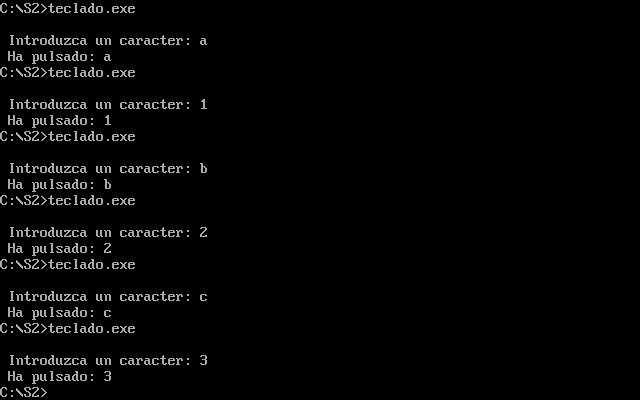 C:\S2>teclado.exe
Introduzca un caracter: a
Ha pulsado: a
C:\S2>teclado.exe
Introduzca un caracter: 1
Ha pulsado: 1
C:\S2>teclado.exe
Introduzca un caracter: b
Ha pulsado: b
C:\S2>teclado.exe
Introduzca un caracter: 2
Ha pulsado: 2
C:\S2>teclado.exe
Introduzca un caracter: c
Ha pulsado: c
C:\S2>teclado.exe
Introduzca un caracter: 3
Ha pulsado: 3
C:\S2>